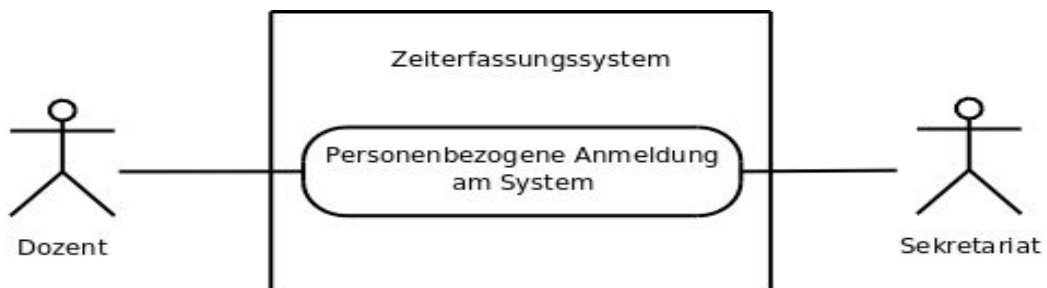 Zeiterfassungssystem
Personenbezogene Anmeldung
am System
Dozent
Sekretariat